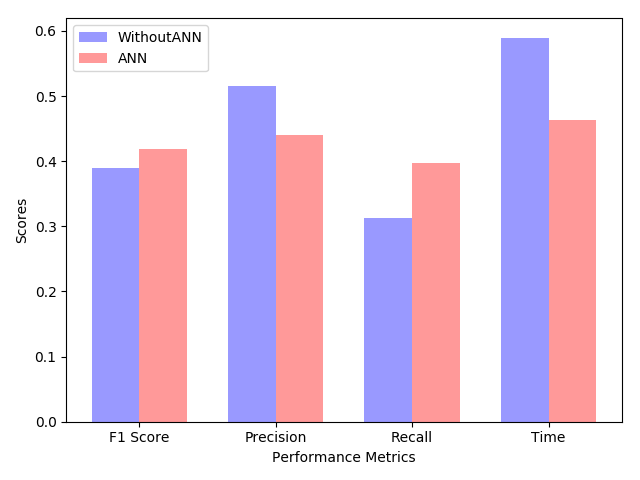 WithoutANN
ANN
Scores
0.6
0.5
0.4
0.3
0.2
0.1
0.0
F1 Score Precision Recall Time
Performance Metrics